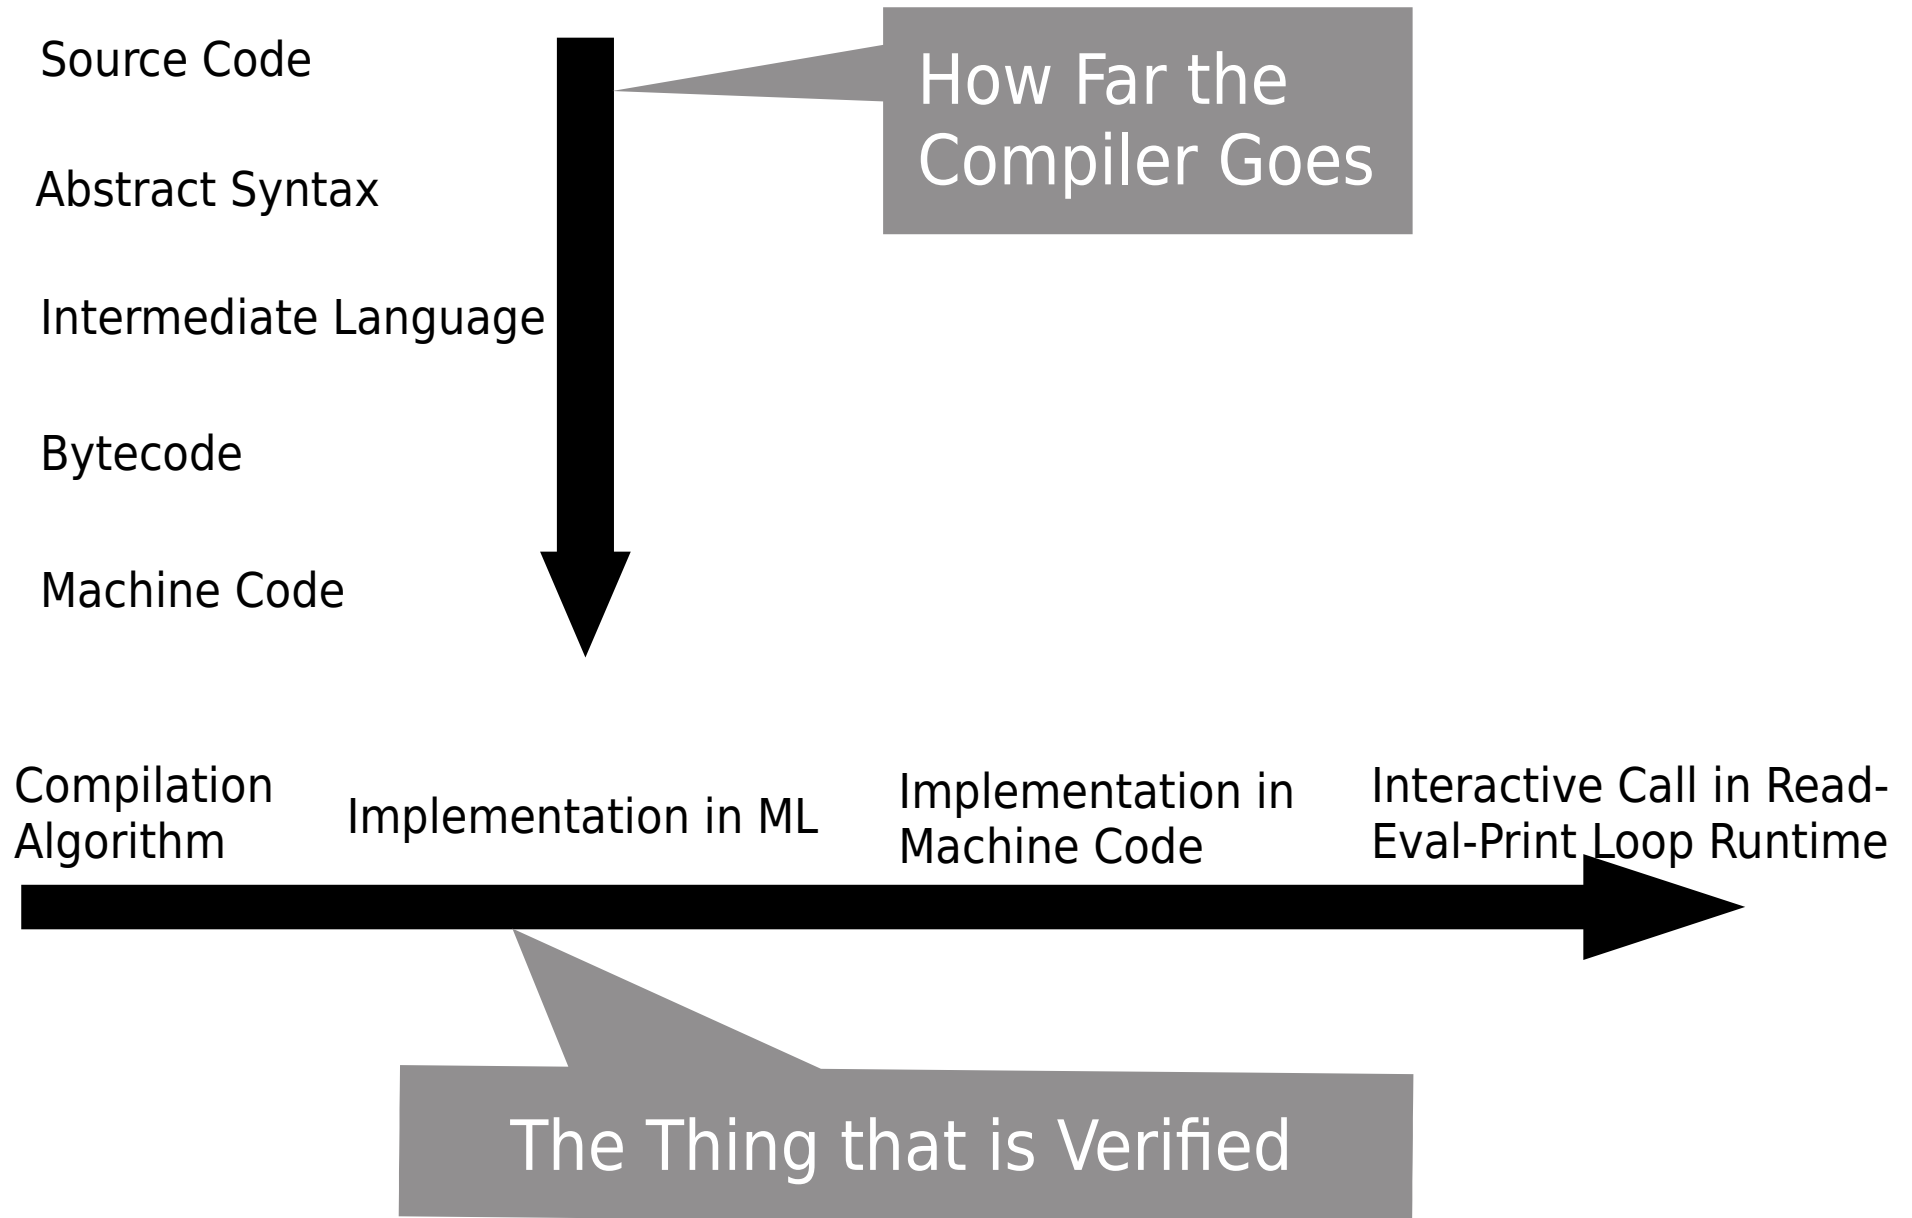 Source Code
How Far the
Compiler Goes
Abstract Syntax
Intermediate Language
Bytecode
Machine Code
Compilation
Algorithm
Implementation in ML
Implementation in
Machine Code
Interactive Call in Read-
Eval-Print Loop Runtime
The Thing that is Verified